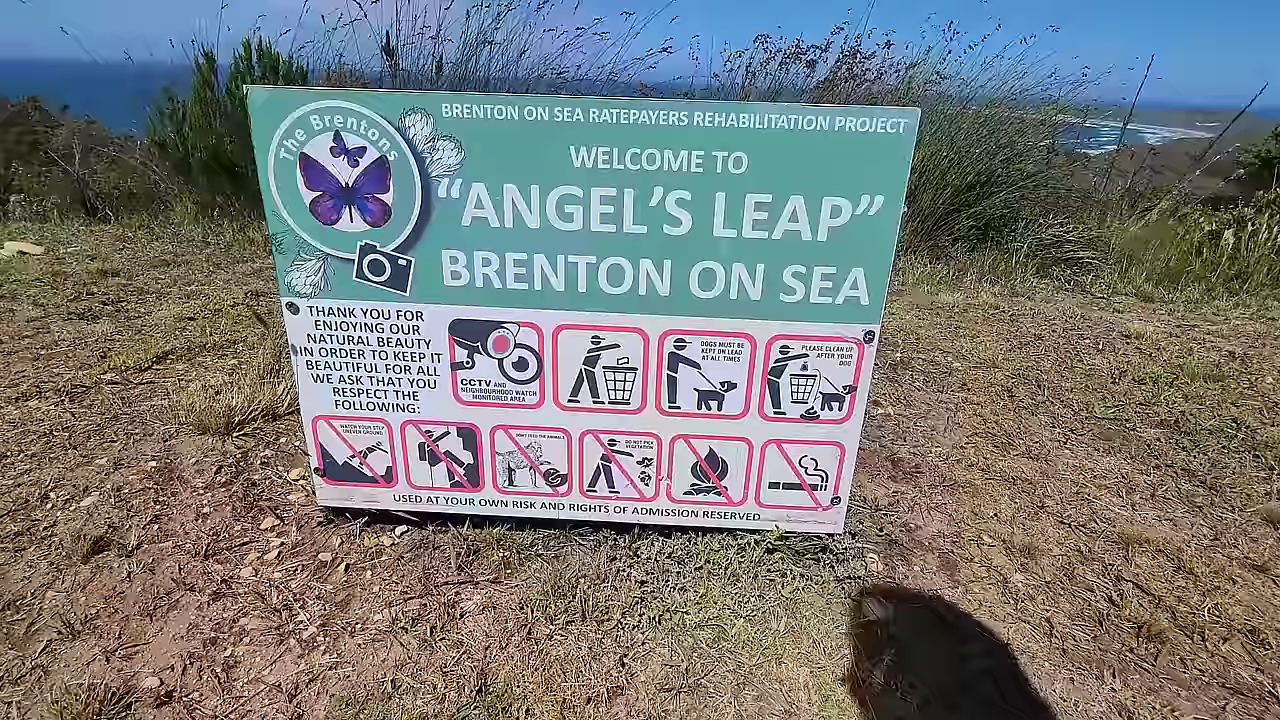 The Brentons
BRENTON ON SEA RATEPAYERS REHABILITATION PROJECT
WELCOME TO
"ANGEL'S LEAP"
BRENTON ON SEA
THANK YOU FOR
ENJOYING OUR
NATURAL BEAUTY
IN ORDER TO KEEP IT
BEAUTIFUL FOR ALL
WE ASK THAT YOU
RESPECT THE
FOLLOWING:
CCTV AND
NEIGHBOURHOOD WATCH
MONITORED AREA
DOGS MUST BE
KEPT ON LEAD
AT ALL TIMES
PLEASE CLEAN UP
AFTER YOUR
DOG
WATCH YOUR STEP
UNEVEN GROUND
DON'T FEED THE ANIMALS
DO NOT PICK
VEGETATION
USED AT YOUR OWN RISK AND RIGHTS OF ADMISSION RESERVED